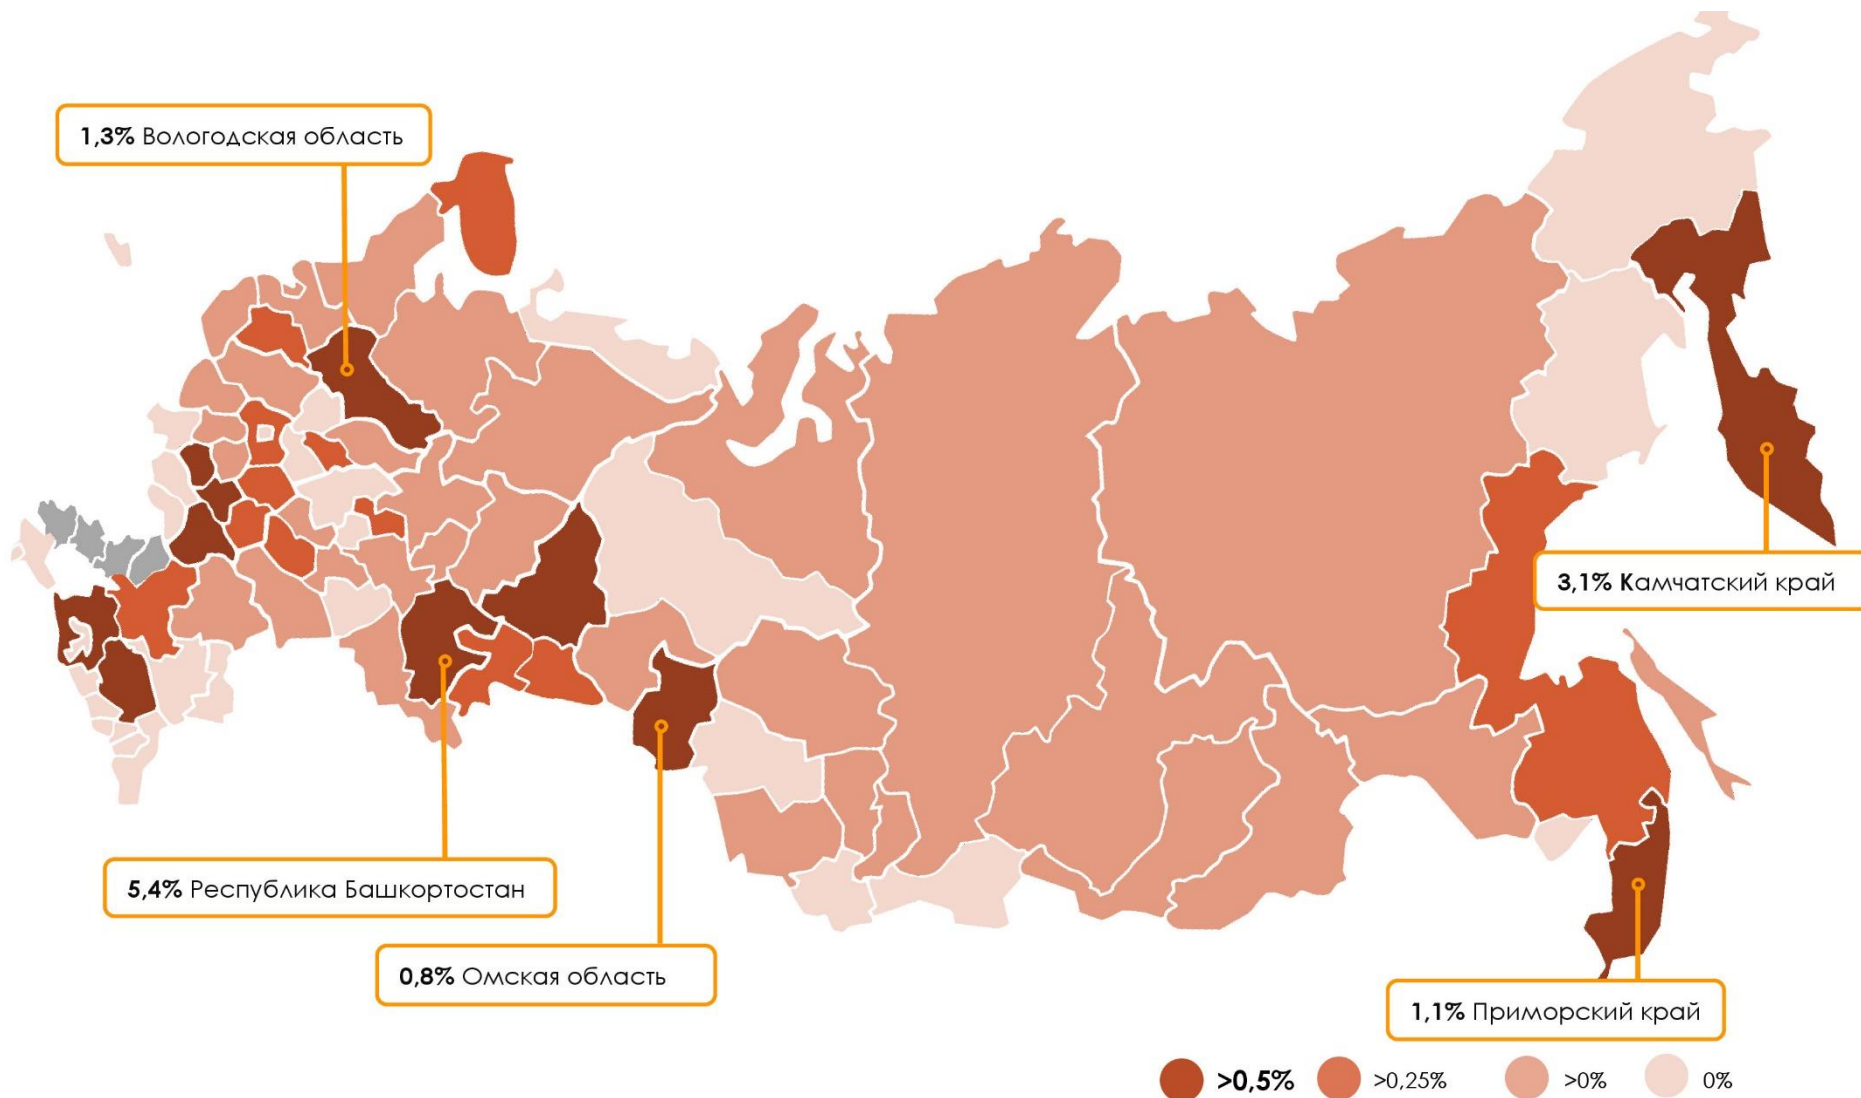 1,3% Вологодская область
3,1% Камчатский край
5,4% Республика Башкортостан
0,8% Омская область
1,1% Приморский край
>0,5% >0,25% >0% 0%